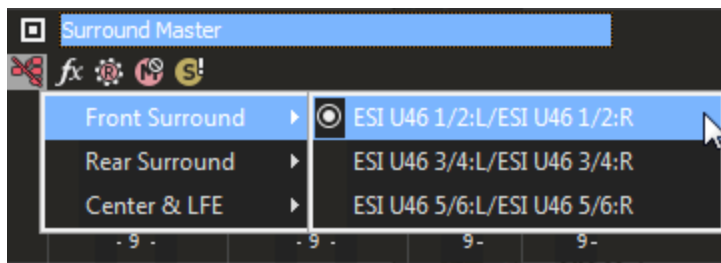 Surround Master
fx R M S!
Front Surround ESI U46 1/2:L/ESI U46 1/2:R
Rear Surround ESI U46 3/4:L/ESI U46 3/4:R
Center & LFE ESI U46 5/6:L/ESI U46 5/6:R
- 9 - - 9 - 9- 9-